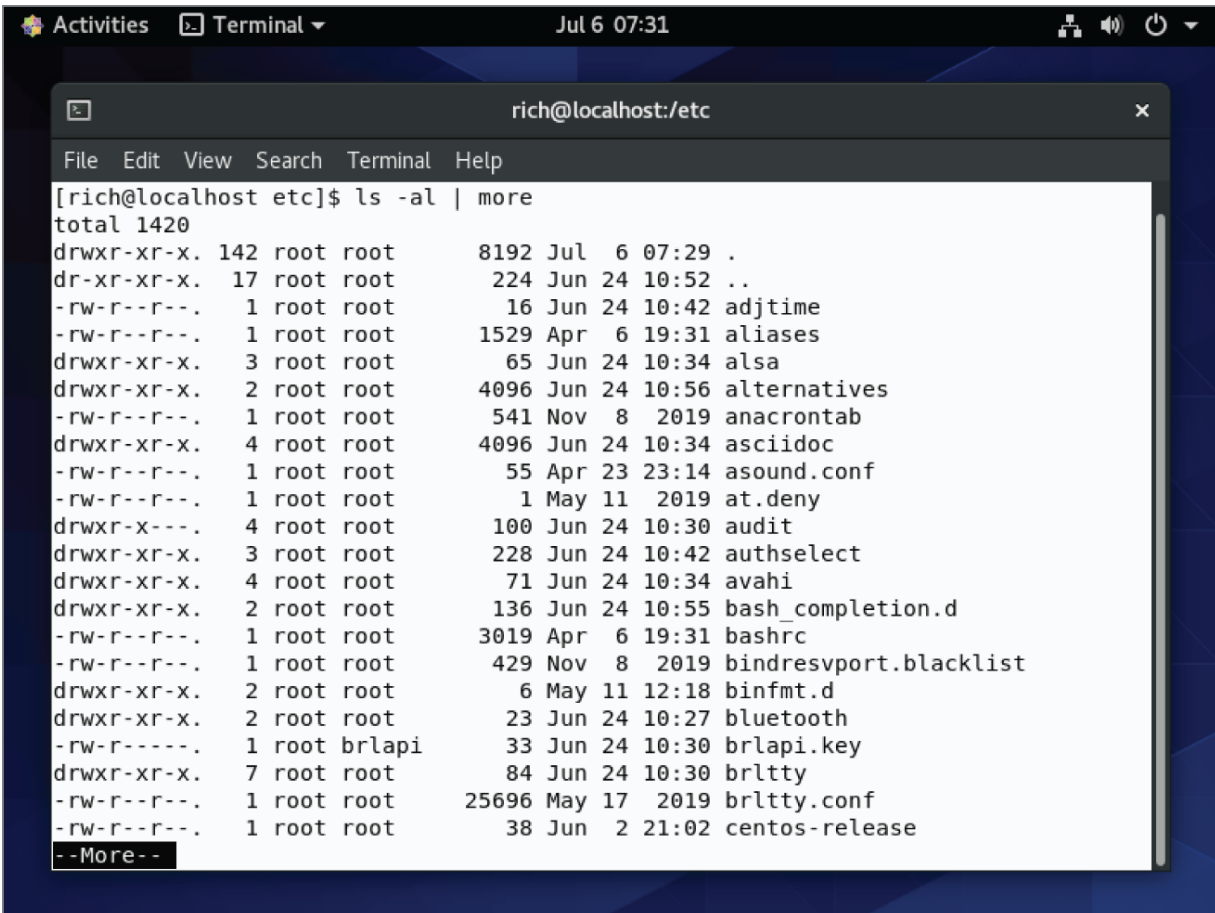 Activities Terminal Jul 6 07:31
rich@localhost:/etc ×
File Edit View Search Terminal Help
[rich@localhost etc]$ ls -al | more
total 1420
drwxr-xr-x. 142 root root     8192 Jul  6 07:29 .
dr-xr-xr-x.  17 root root      224 Jun 24 10:52 ..
-rw-r--r--.   1 root root       16 Jun 24 10:42 adjtime
-rw-r--r--.   1 root root     1529 Apr  6 19:31 aliases
drwxr-xr-x.   3 root root       65 Jun 24 10:34 alsa
drwxr-xr-x.   2 root root     4096 Jun 24 10:56 alternatives
-rw-r--r--.   1 root root      541 Nov  8  2019 anacrontab
drwxr-xr-x.   4 root root     4096 Jun 24 10:34 asciidoc
-rw-r--r--.   1 root root       55 Apr 23 23:14 asound.conf
-rw-r--r--.   1 root root        1 May 11  2019 at.deny
drwxr-x---.   4 root root      100 Jun 24 10:30 audit
drwxr-xr-x.   3 root root      228 Jun 24 10:42 authselect
drwxr-xr-x.   4 root root       71 Jun 24 10:34 avahi
drwxr-xr-x.   2 root root      136 Jun 24 10:55 bash_completion.d
-rw-r--r--.   1 root root     3019 Apr  6 19:31 bashrc
-rw-r--r--.   1 root root      429 Nov  8  2019 bindresvport.blacklist
drwxr-xr-x.   2 root root        6 May 11 12:18 binfmt.d
drwxr-xr-x.   2 root root       23 Jun 24 10:27 bluetooth
-rw-r-----.   1 root brlapi     33 Jun 24 10:30 brlapi.key
drwxr-xr-x.   7 root root       84 Jun 24 10:30 brltty
-rw-r--r--.   1 root root    25696 May 17  2019 brltty.conf
-rw-r--r--.   1 root root       38 Jun  2 21:02 centos-release
--More--